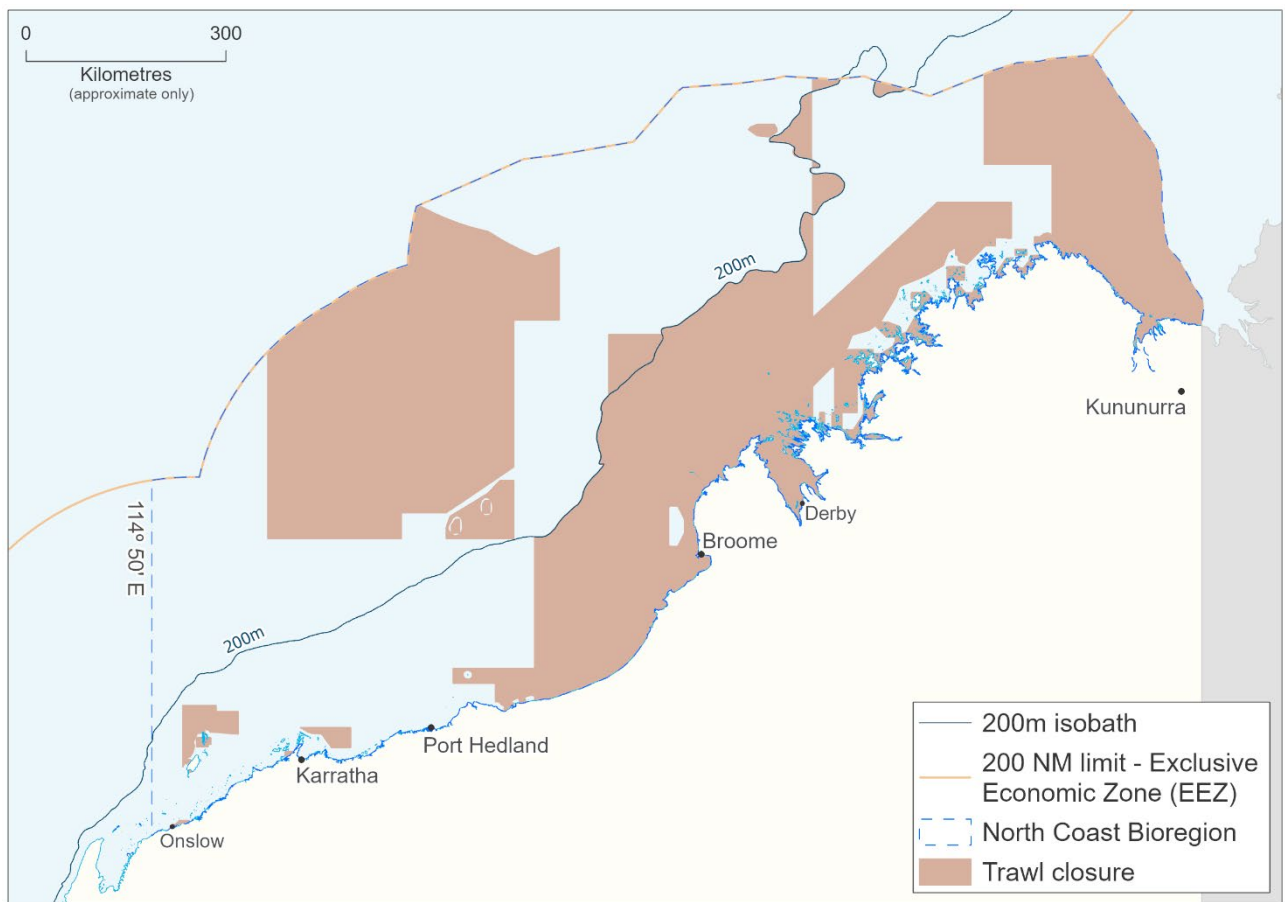 0 300
Kilometres
(approximate only)
200m
Kununurra
Derby
Broome
114° 50' E
200m
Port Hedland
Karratha
Onslow
200m isobath
200 NM limit - Exclusive
Economic Zone (EEZ)
North Coast Bioregion
Trawl closure